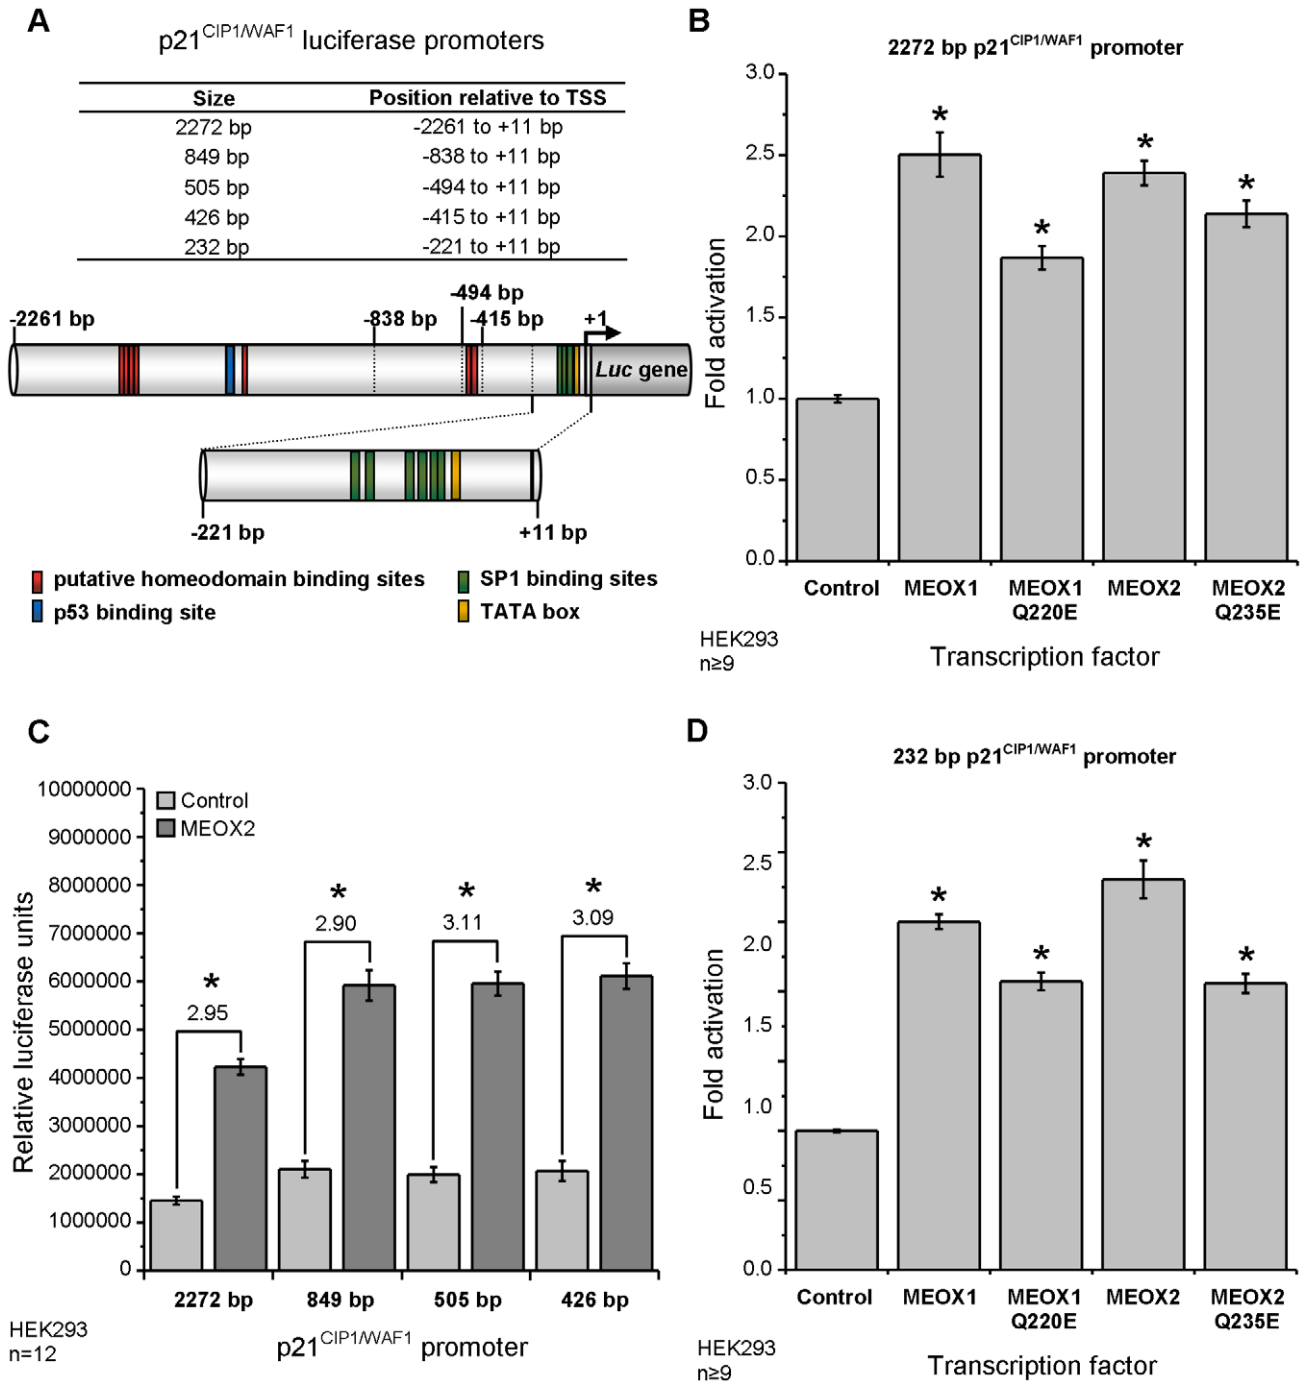 A
p21CIP1/WAF1 luciferase promoters
Size Position relative to TSS
2272 bp -2261 to +11 bp
849 bp -838 to +11 bp
505 bp -494 to +11 bp
426 bp -415 to +11 bp
232 bp -221 to +11 bp
-494 bp
-2261 bp -838 bp -415 bp +1
Luc gene
-221 bp +11 bp
putative homeodomain binding sites SP1 binding sites
p53 binding site TATA box
B
2272 bp p21CIP1/WAF1 promoter
Fold activation
3.0
2.5
2.0
1.5
1.0
0.5
0.0
* * * * *
Control MEOX1 MEOX1 MEOX2 MEOX2
Q220E Q235E
HEK293
n≥9
Transcription factor
C
Relative luciferase units
10000000
9000000
8000000
7000000
6000000
5000000
4000000
3000000
2000000
1000000
0
Control
MEOX2
* * * *
2.95 2.90 3.11 3.09
2272 bp 849 bp 505 bp 426 bp
HEK293
n=12
p21CIP1/WAF1 promoter
D
232 bp p21CIP1/WAF1 promoter
Fold activation
3.0
2.5
2.0
1.5
1.0
0.5
0.0
* * * * *
Control MEOX1 MEOX1 MEOX2 MEOX2
Q220E Q235E
HEK293
n≥9
Transcription factor